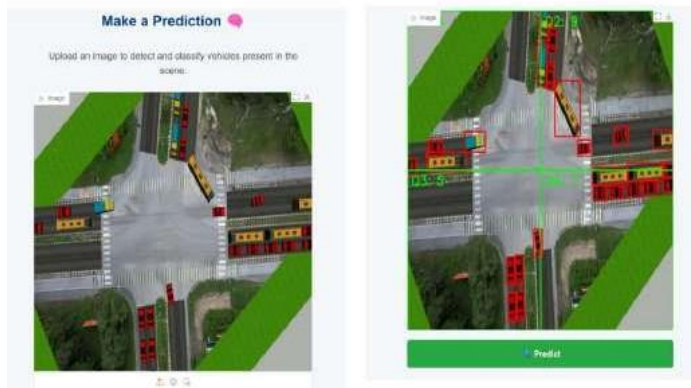 Make a Prediction 🧠
Upload an image to detect and classify vehicles present in the
scene.
Image
Image
Predict